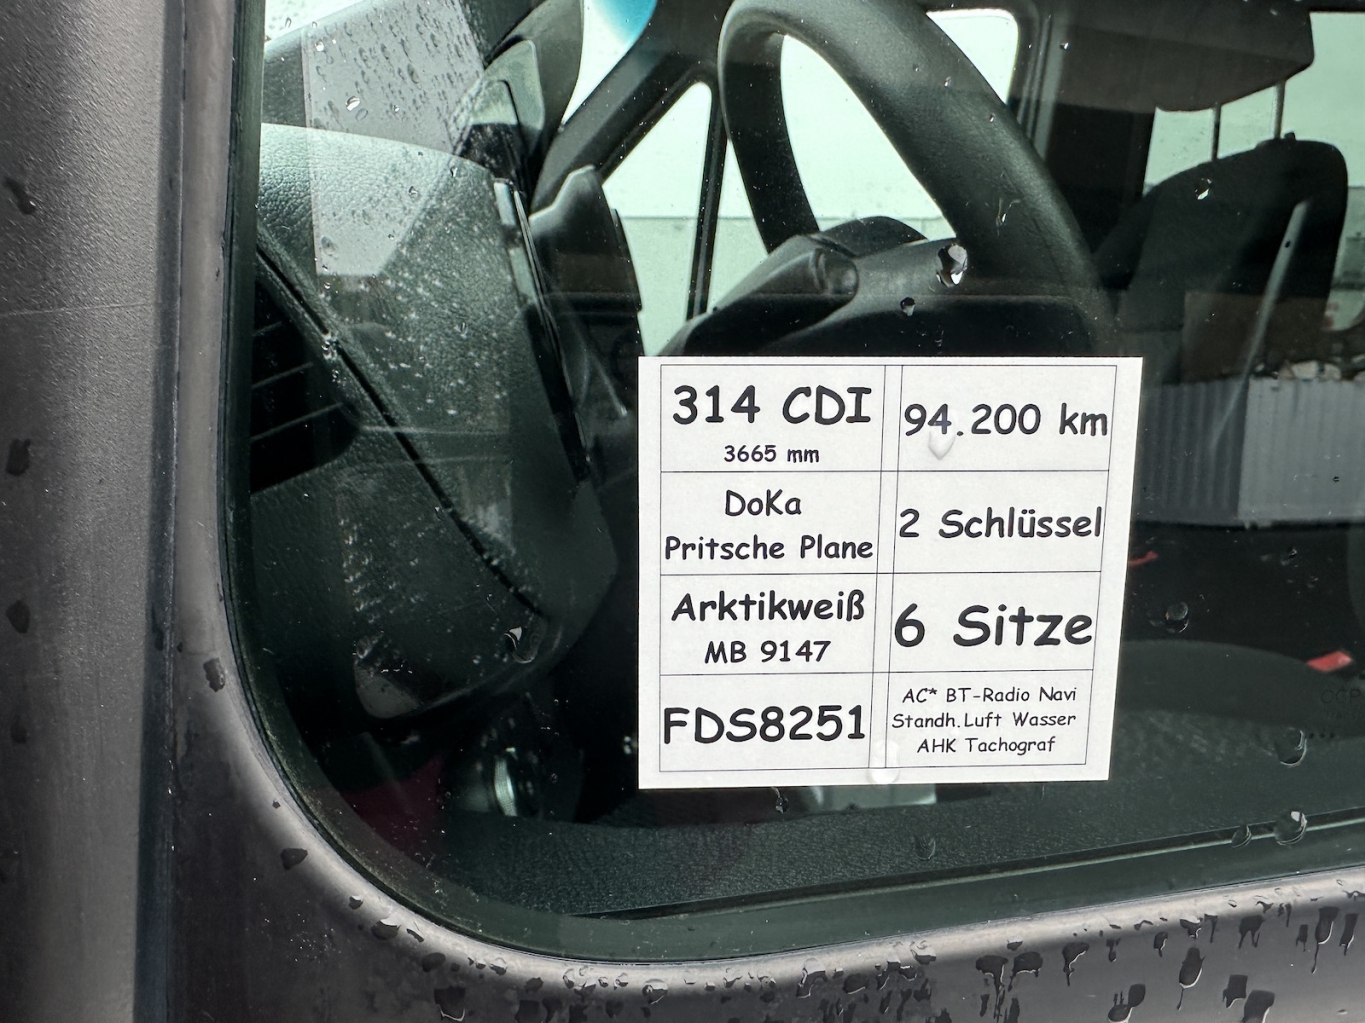 314 CDI
3665 mm
94.200 km
DoKa
Pritsche Plane
2 Schlüssel
Arktikweiß
MB 9147
6 Sitze
FDS8251
AC* BT-Radio Navi
Standh.Luft Wasser
AHK Tachograf